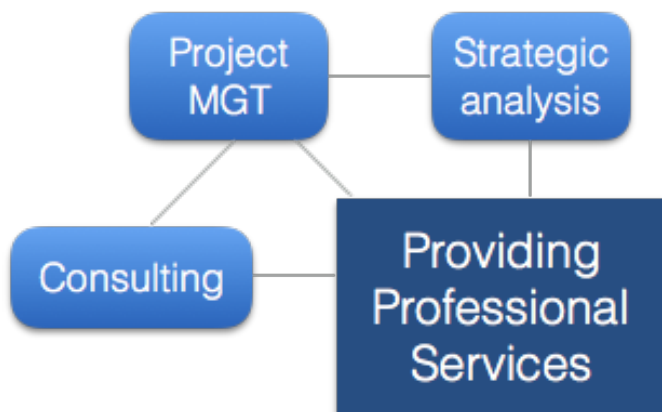 Project
MGT
Strategic
analysis
Consulting
Providing
Professional
Services